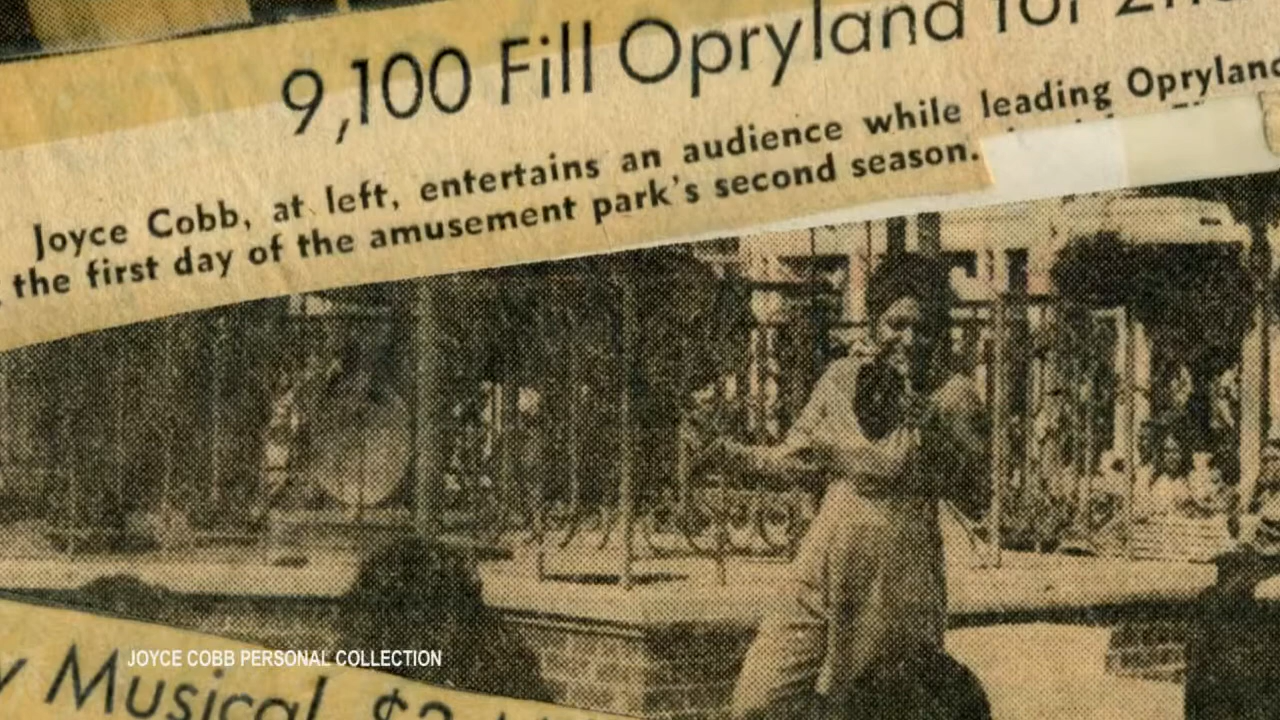 9,100 Fill Opryland for
Joyce Cobb, at left, entertains an audience while leading Opryland
the first day of the amusement park's second season.
JOYCE COBB PERSONAL COLLECTION
Musical